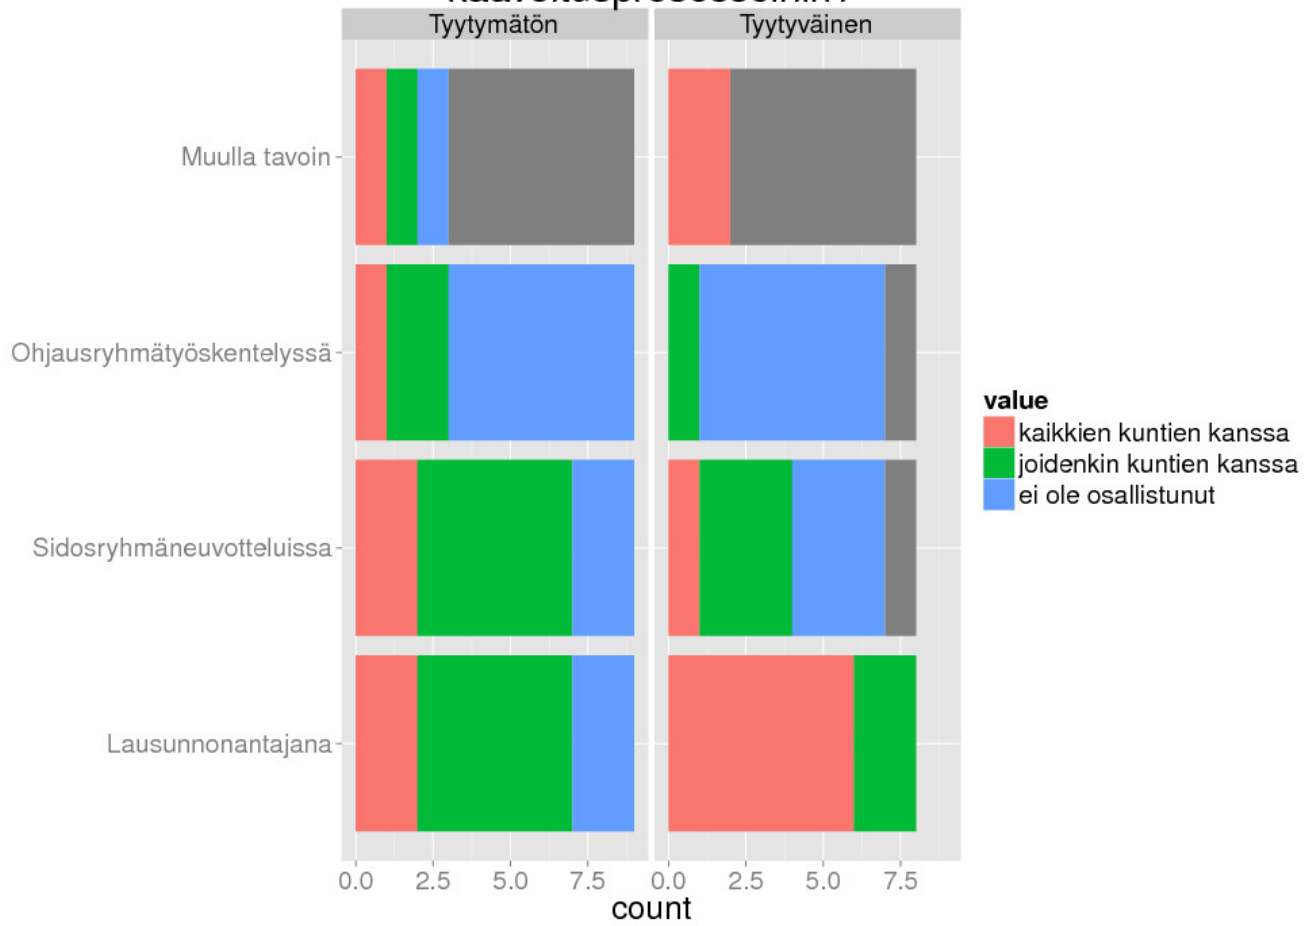 Tyytymätön Tyytyväinen
Muulla tavoin
Ohjausryhmätyöskentelyssä
Sidosryhmäneuvotteluissa
Lausunnonantajana
value
kaikkien kuntien kanssa
joidenkin kuntien kanssa
ei ole osallistunut
0.0 2.5 5.0 7.5 0.0 2.5 5.0 7.5
count